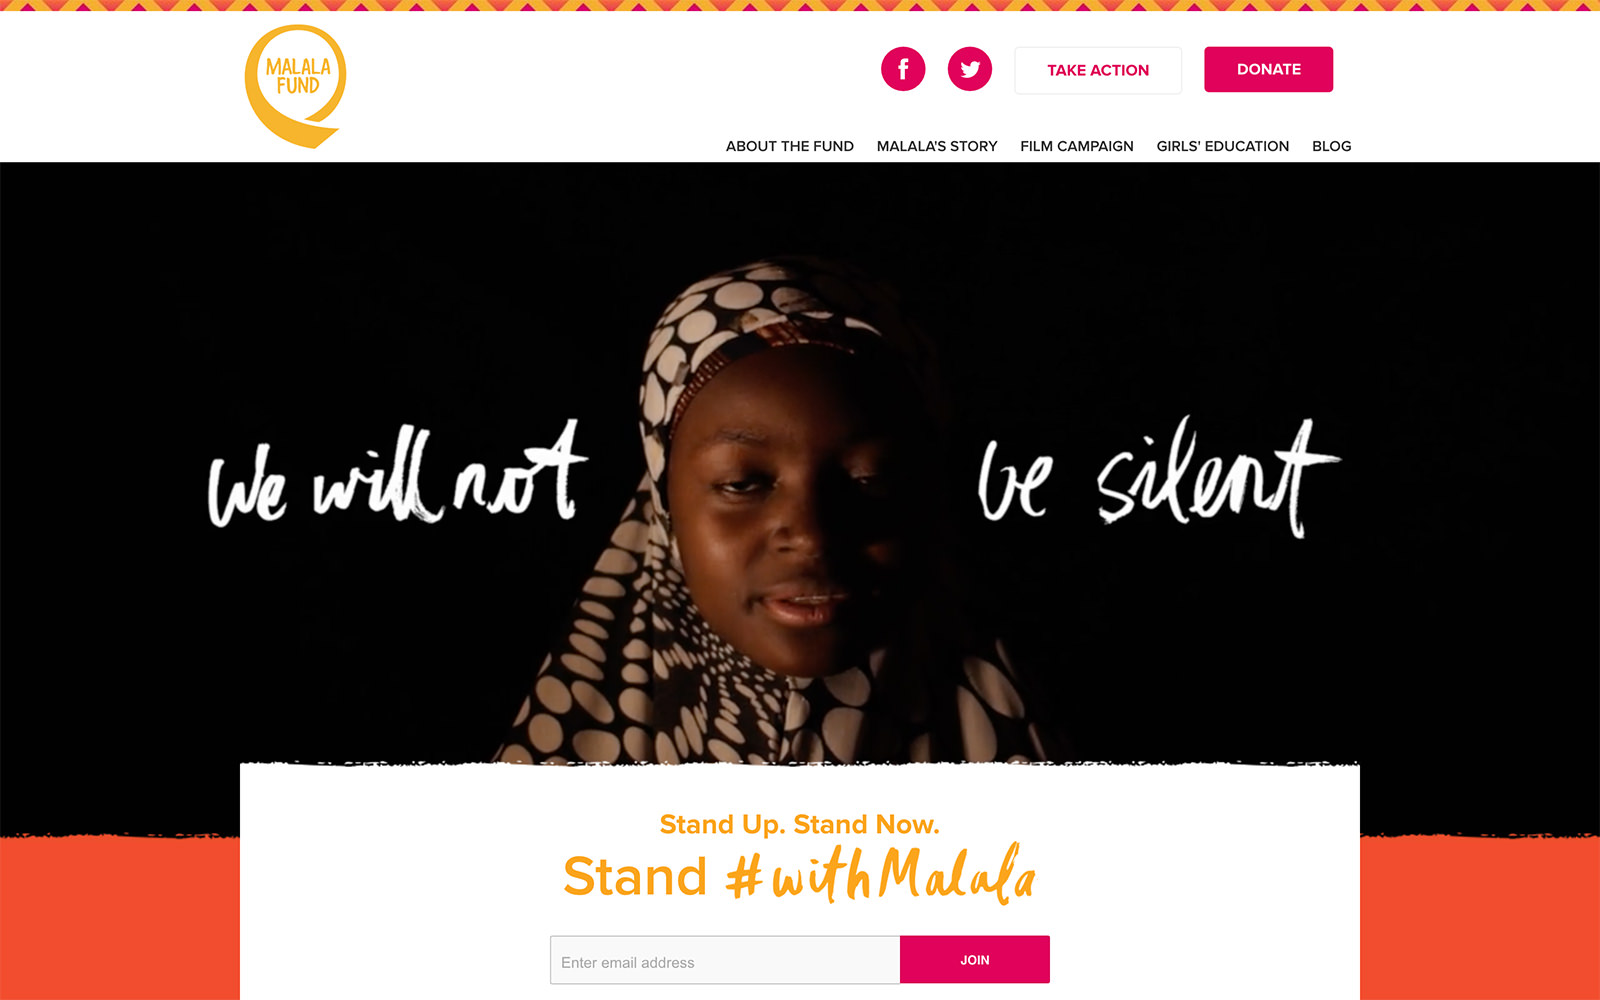 MALALA
FUND
TAKE ACTION
DONATE
ABOUT THE FUND MALALA'S STORY FILM CAMPAIGN GIRLS' EDUCATION BLOG
We will not be silent
Stand Up. Stand Now.
Stand #withMalala
Enter email address
JOIN